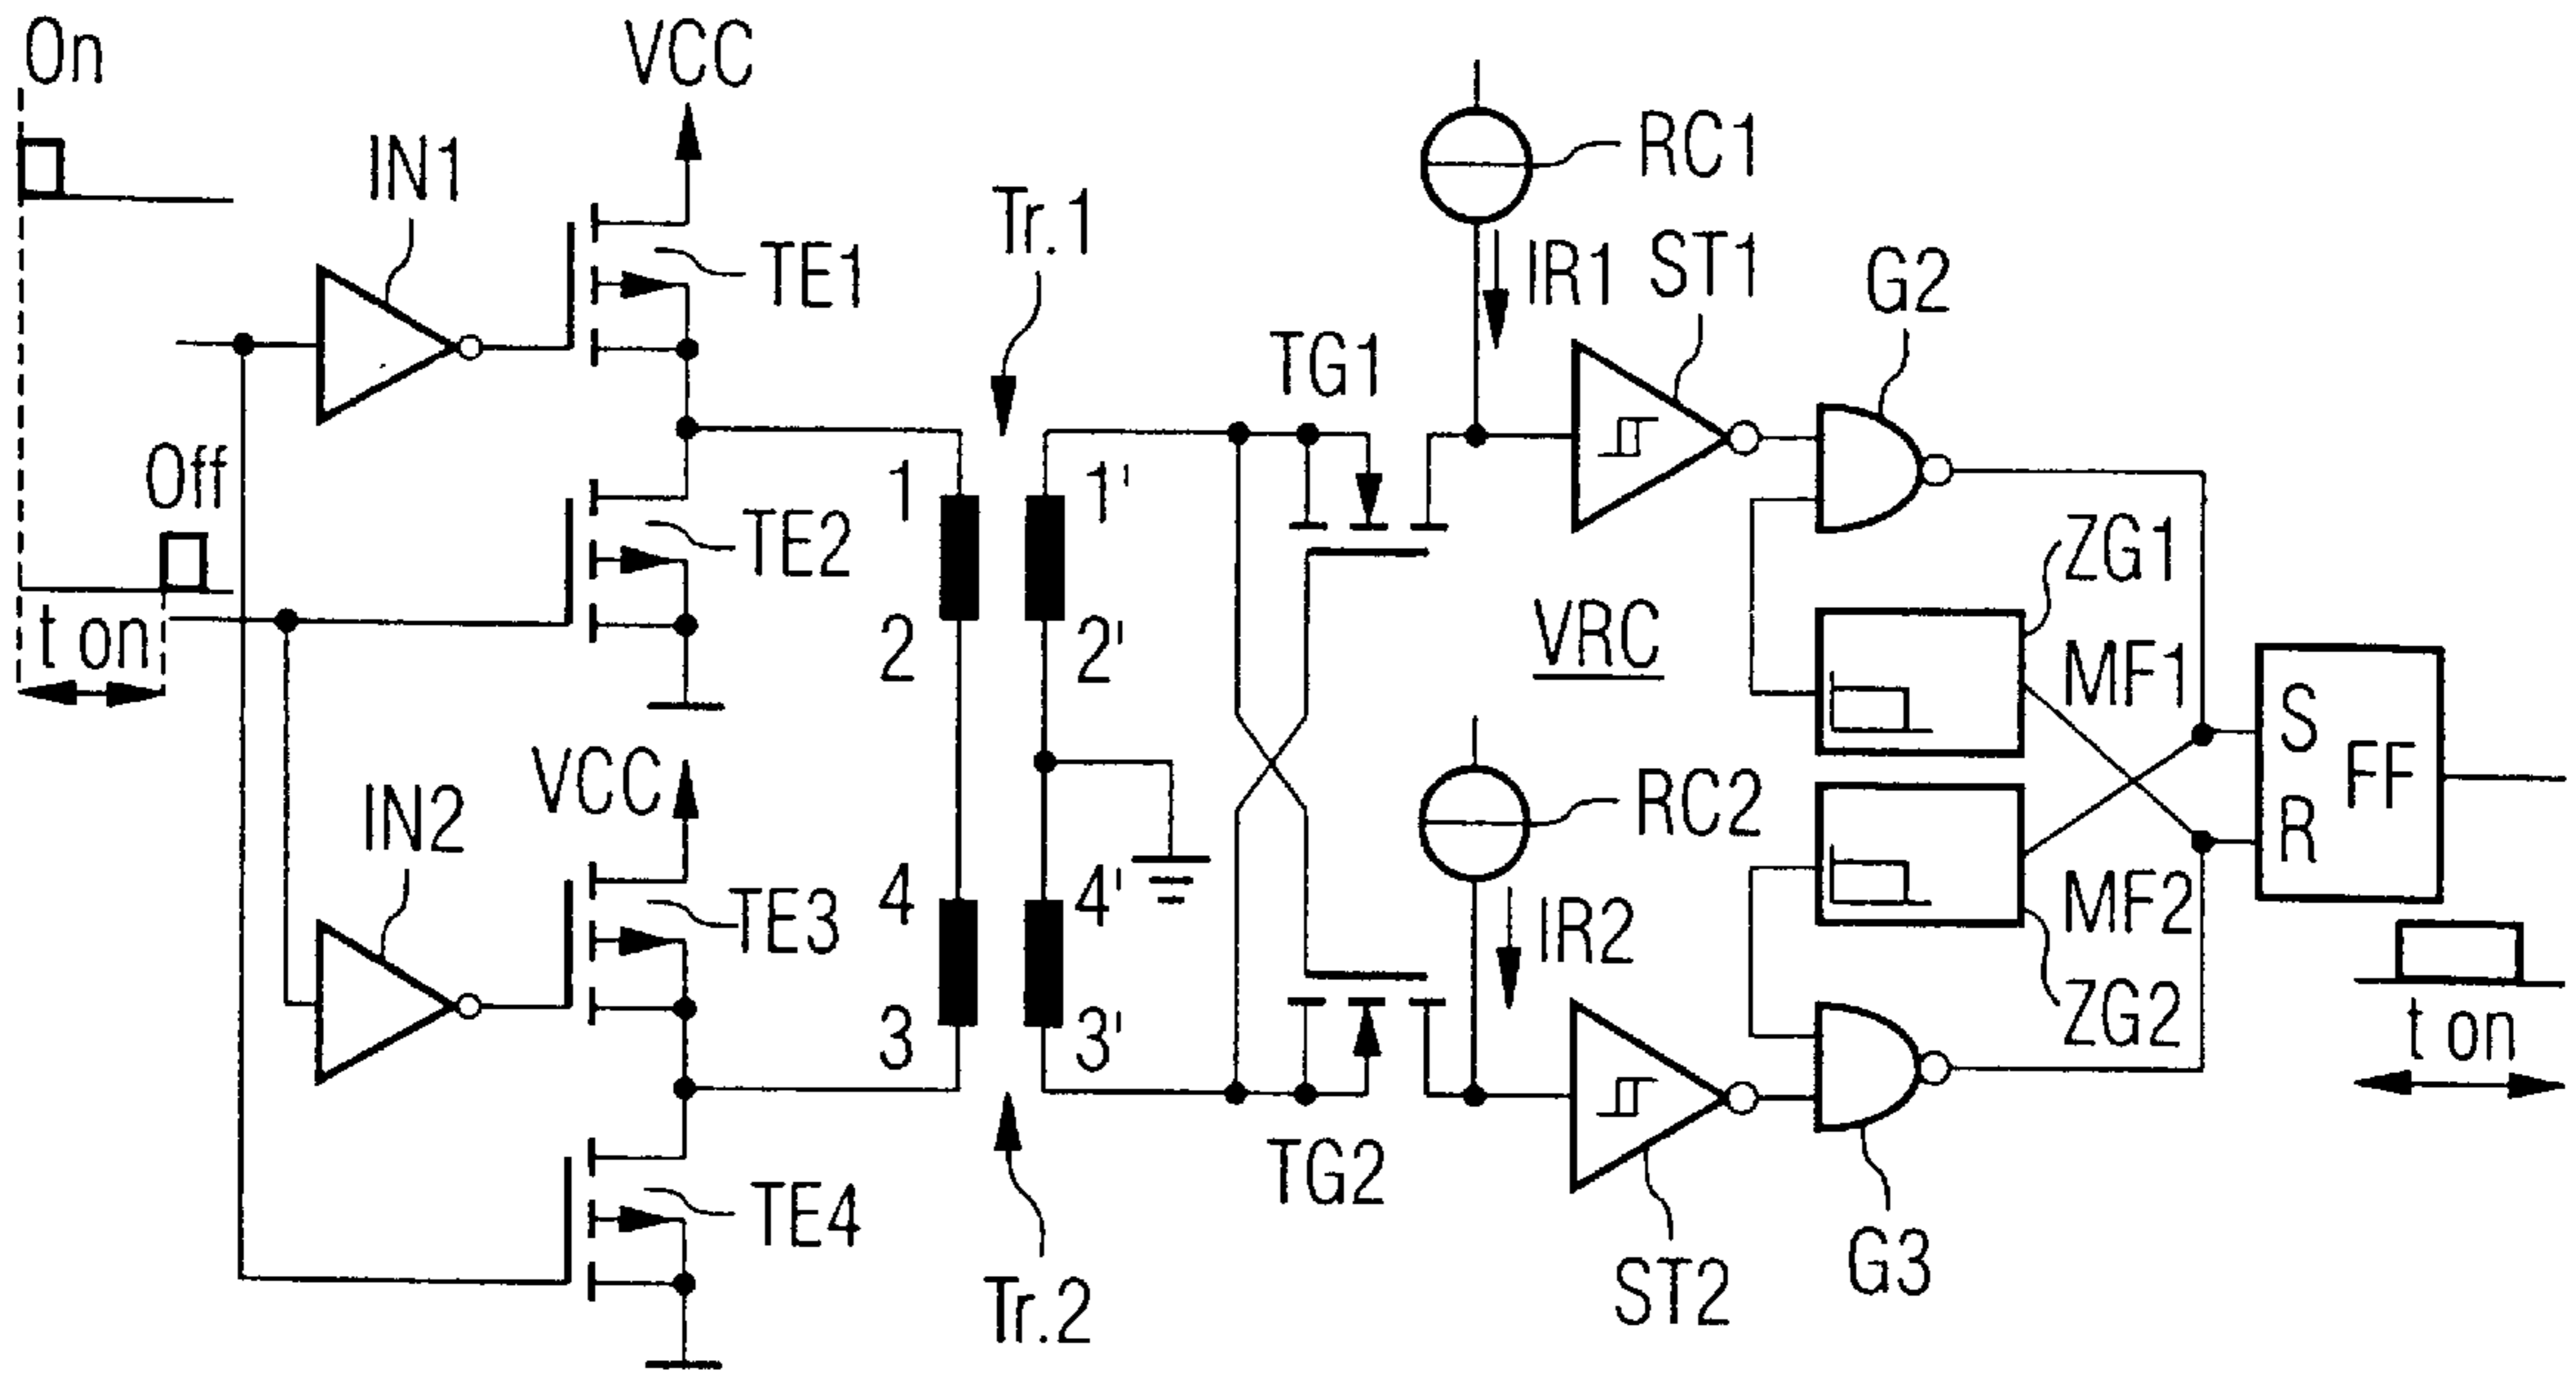 On
VCC
IN1
TE1
Tr.1
RC1
IR1
ST1
G2
TG1
Off
1
1'
TE2
ZG1
t on
2
2'
VRC
MF1
S
FF
R
VCC
IN2
RC2
TE3
4
4'
IR2
MF2
3
3'
ZG2
t on
TG2
TE4
ST2
G3
Tr.2